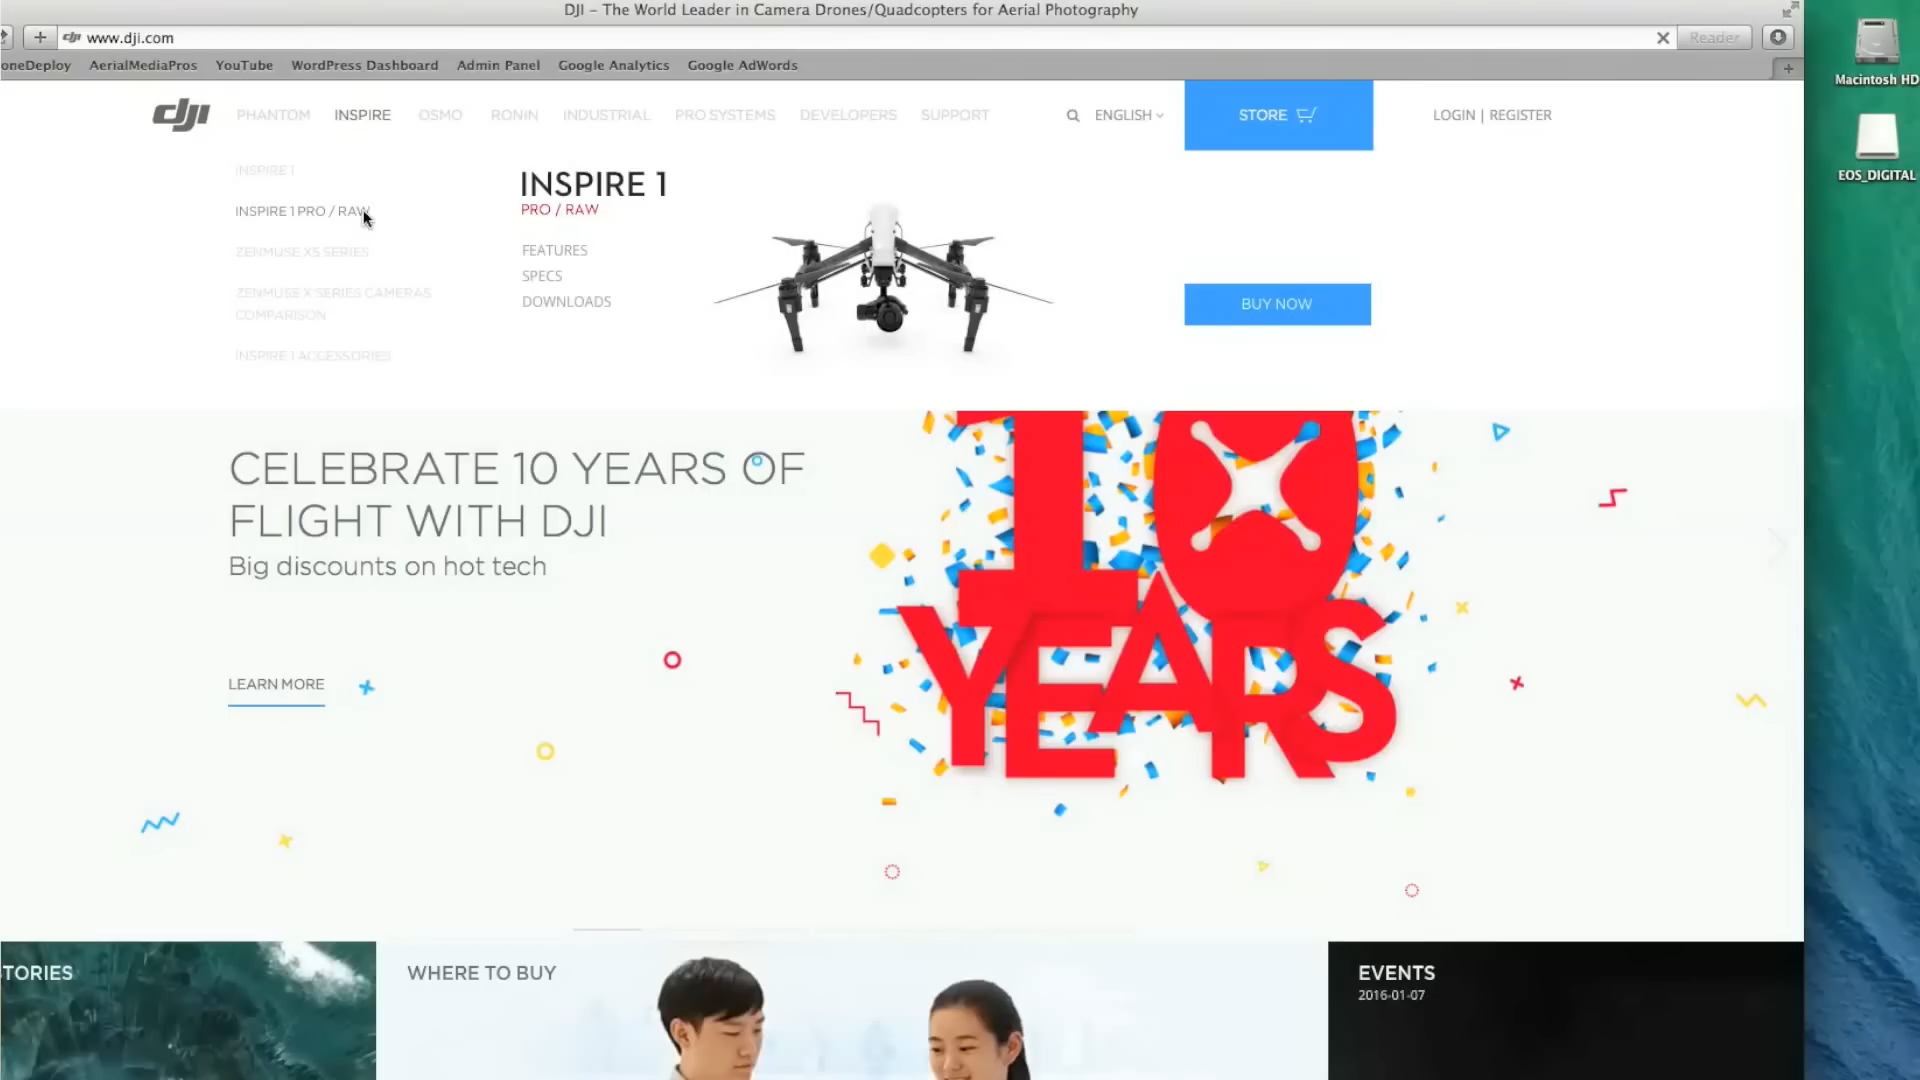 DJI – The World Leader in Camera Drones/Quadcopters for Aerial Photography
www.dji.com
Reader
oneDeploy AerialMediaPros YouTube WordPress Dashboard Admin Panel Google Analytics Google AdWords
Macintosh HD
EOS_DIGITAL
dji PHANTOM INSPIRE OSMO RONIN INDUSTRIAL PRO SYSTEMS DEVELOPERS SUPPORT ENGLISH STORE LOGIN | REGISTER
INSPIRE 1
INSPIRE 1 PRO / RAW
ZENMUSE X5 SERIES
ZENMUSE X SERIES CAMERAS
COMPARISON
INSPIRE 1 ACCESSORIES
INSPIRE 1
PRO / RAW
FEATURES
SPECS
DOWNLOADS
BUY NOW
CELEBRATE 10 YEARS OF
FLIGHT WITH DJI
Big discounts on hot tech
LEARN MORE
10
YEARS
TORIES
WHERE TO BUY
EVENTS
2016-01-07